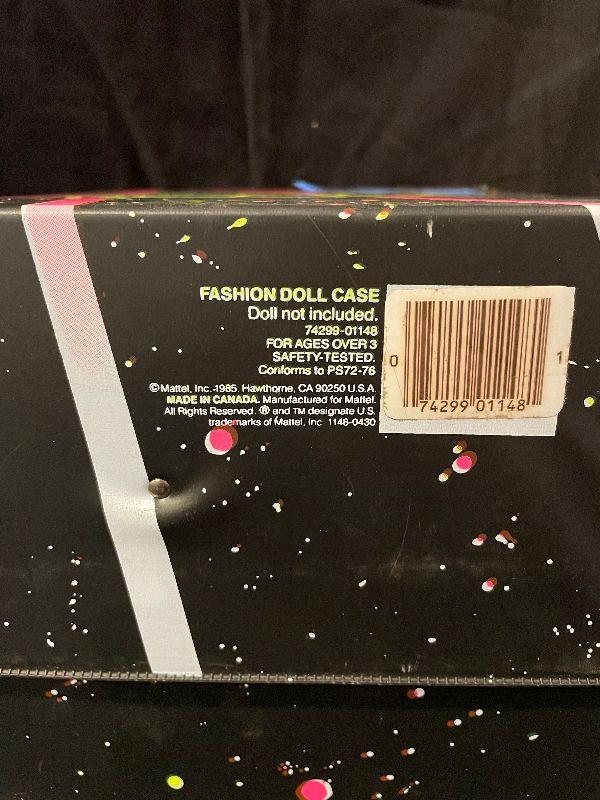 FASHION DOLL CASE
Doll not included.
74299-01148
FOR AGES OVER 3
SAFETY-TESTED.
Conforms to PS72-76
© Mattel, Inc. 1985. Hawthorne, CA 90250 U.S.A.
MADE IN CANADA. Manufactured for Mattel.
All Rights Reserved. ® and TM designate U.S.
trademarks of Mattel, Inc 1148-0430
0 74299 01148 1